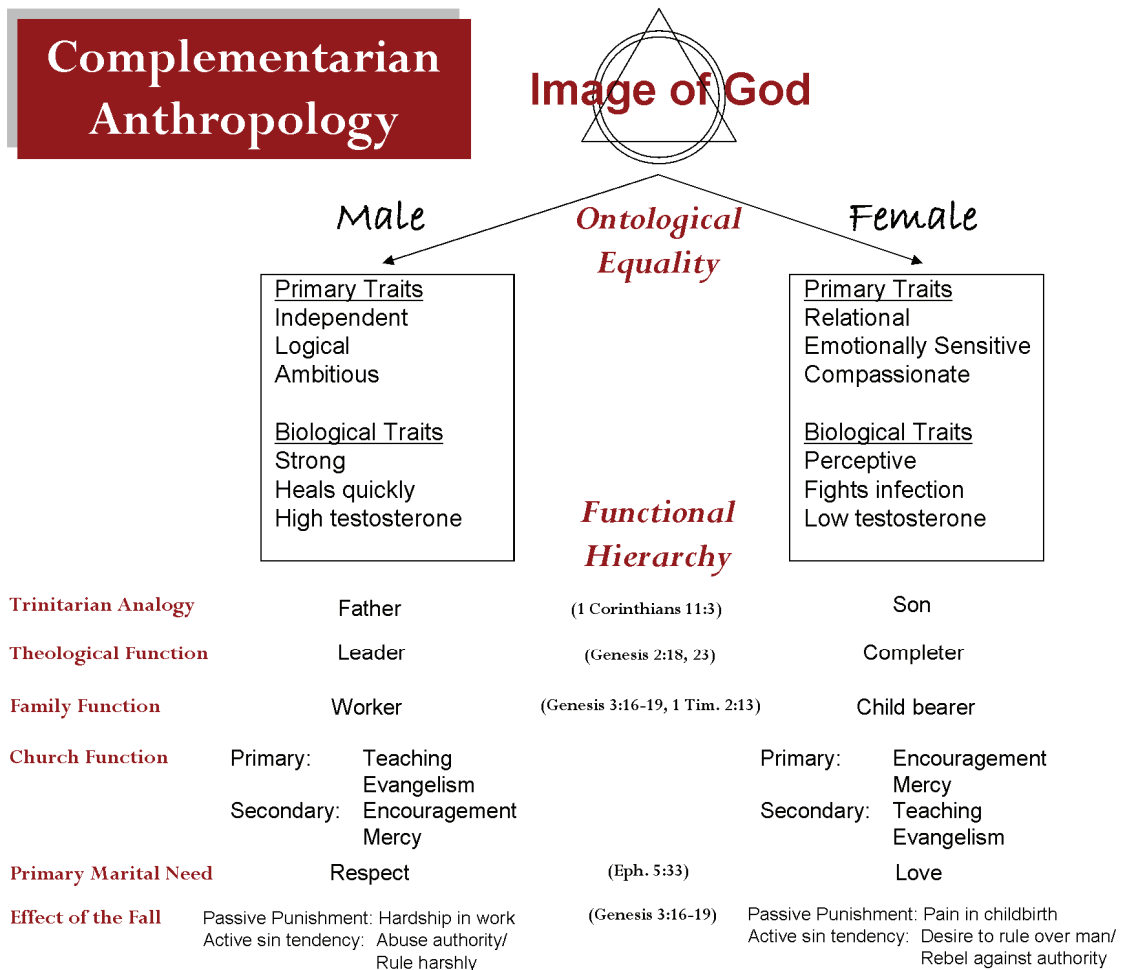 Complementarian
Anthropology
Image of God
Male
Ontological
Equality
Female
Primary Traits
Independent
Logical
Ambitious
Biological Traits
Strong
Heals quickly
High testosterone
Primary Traits
Relational
Emotionally Sensitive
Compassionate
Biological Traits
Perceptive
Fights infection
Low testosterone
Functional
Hierarchy
Trinitarian Analogy Father (1 Corinthians 11:3) Son
Theological Function Leader (Genesis 2:18, 23) Completer
Family Function Worker (Genesis 3:16-19, 1 Tim. 2:13) Child bearer
Church Function Primary: Teaching Primary: Encouragement
Evangelism Mercy
Secondary: Encouragement Secondary: Teaching
Mercy Evangelism
Primary Marital Need Respect (Eph. 5:33) Love
Effect of the Fall Passive Punishment: Hardship in work (Genesis 3:16-19) Passive Punishment: Pain in childbirth
Active sin tendency: Abuse authority/ Active sin tendency: Desire to rule over man/
Rule harshly Rebel against authority